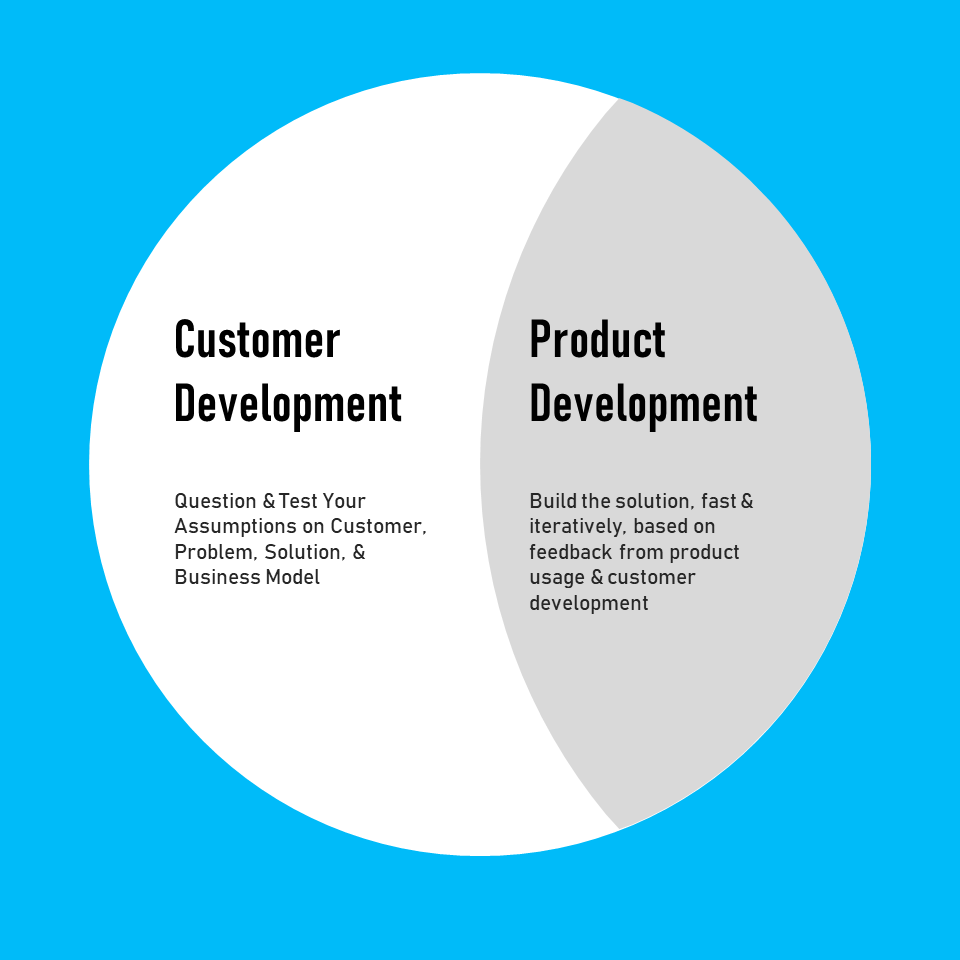 Customer
Development
Question & Test Your
Assumptions on Customer,
Problem, Solution, &
Business Model
Product
Development
Build the solution, fast &
iteratively, based on
feedback from product
usage & customer
development